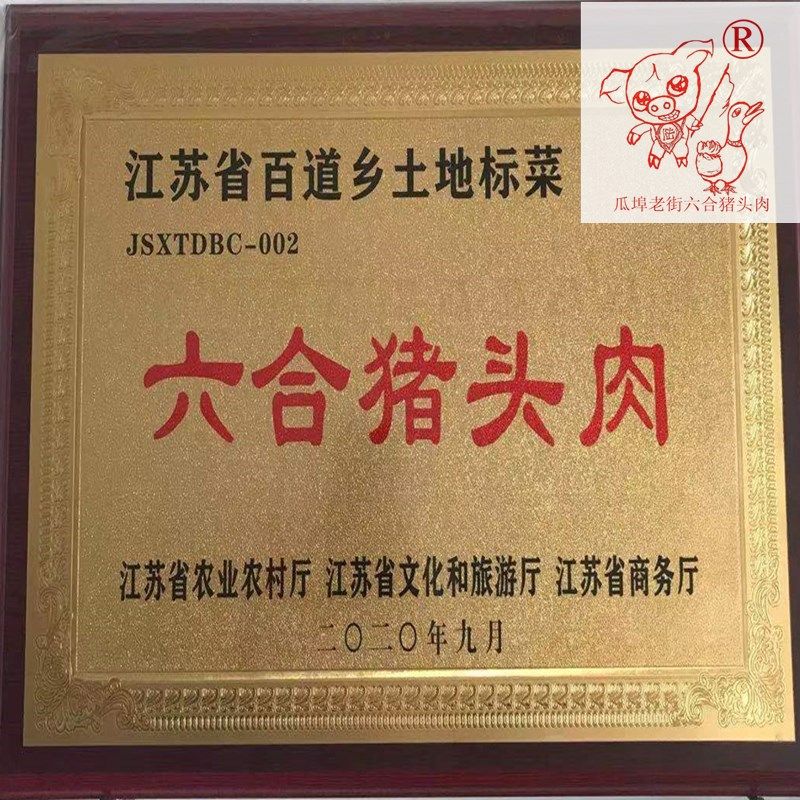 ®
陆
瓜埠老街六合猪头肉
江苏省百道乡土地标菜
JSXTDBC-002
六合猪头肉
江苏省农业农村厅 江苏省文化和旅游厅 江苏省商务厅
二〇二〇年九月